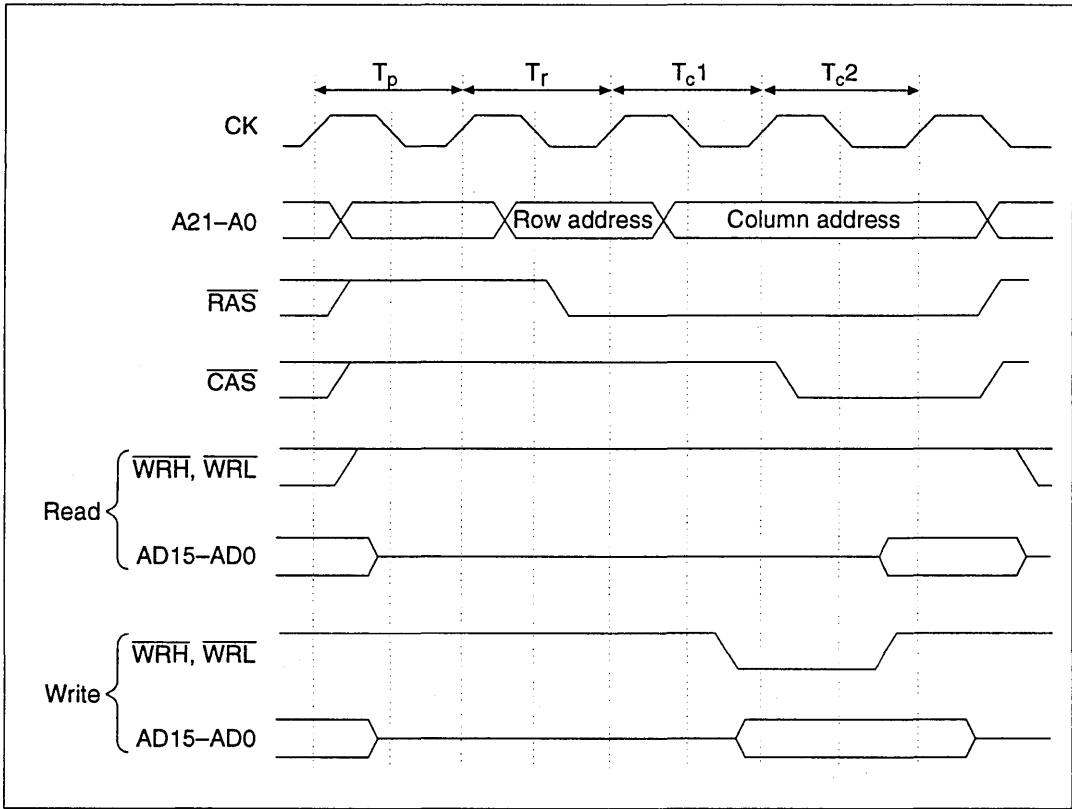 Tp Tr Tc1 Tc2
CK
A21–A0 Row address Column address
RAS
CAS
WRH, WRL
Read
AD15–AD0
WRH, WRL
Write
AD15–AD0